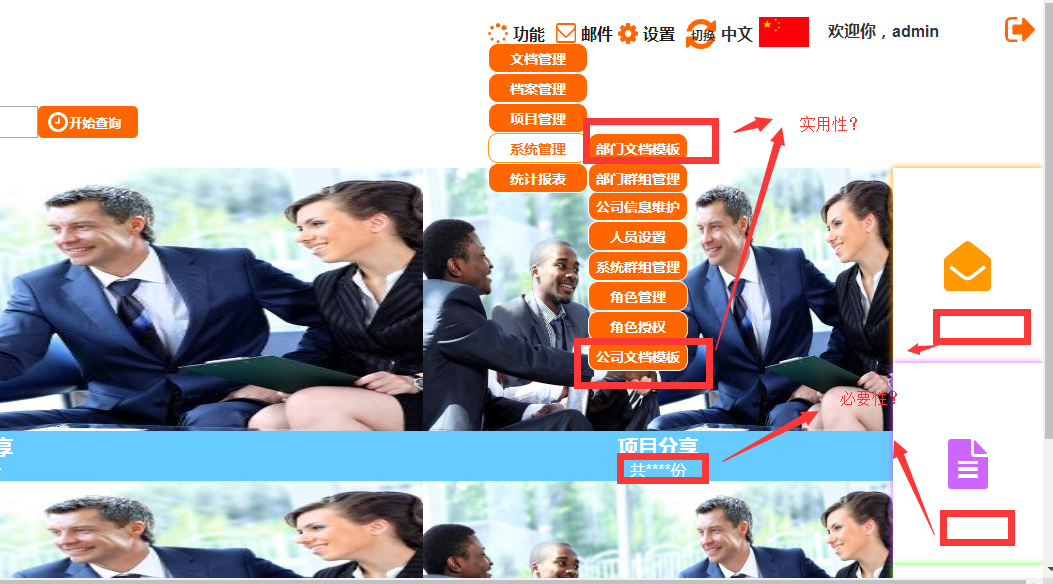 功能 邮件 设置 切换 中文 欢迎你，admin
文档管理
档案管理
项目管理
系统管理
统计报表
开始查询
部门文档模板
部门群组管理
公司信息维护
人员设置
系统群组管理
角色管理
角色授权
公司文档模板
实用性?
必要性?
享
项目分享
共****份